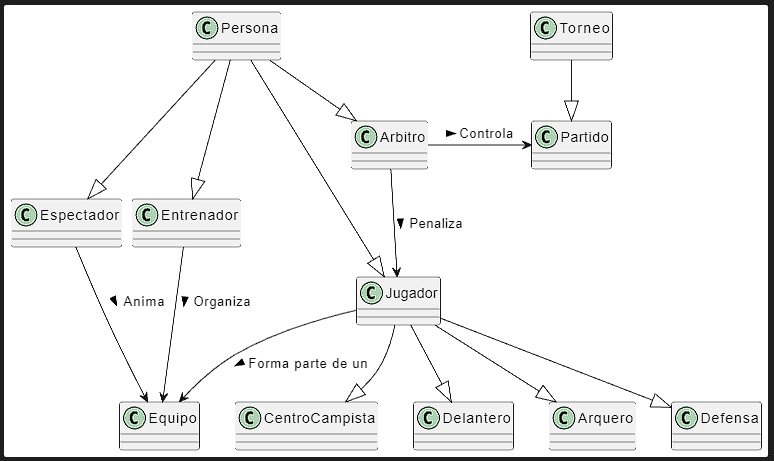 C Persona
C Torneo
C Arbitro
Controla
C Partido
C Espectador
C Entrenador
Penaliza
C Jugador
Anima
Organiza
Forma parte de un
C Equipo
C CentroCampista
C Delantero
C Arquero
C Defensa